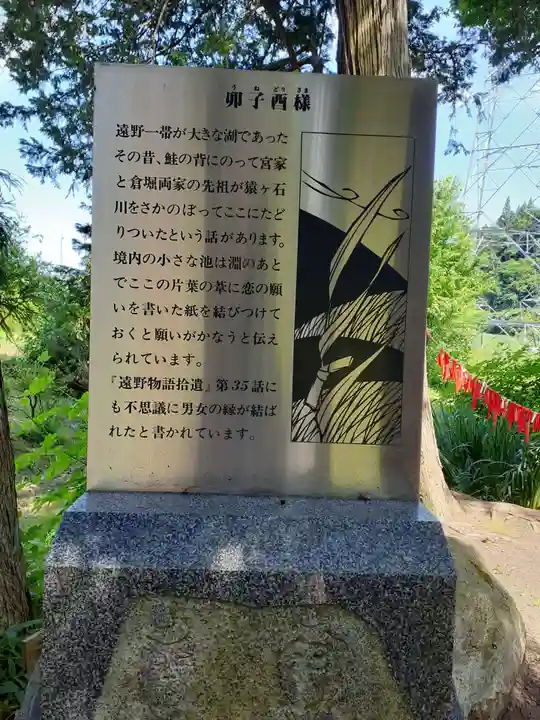 う ね どり さま
卯子酉様
遠野一帯が大きな湖であった
その昔、鮭の背にのって宮家
と倉堀両家の先祖が猿ヶ石
川をさかのぼってここにたど
りついたという話があります。
境内の小さな池は淵のあと
でここの片葉の葦に恋の願
いを書いた紙を結びつけて
おくと願いがかなうと伝え
られています。
『遠野物語拾遺』第35話に
も不思議に男女の縁が結ば
れたと書かれています。